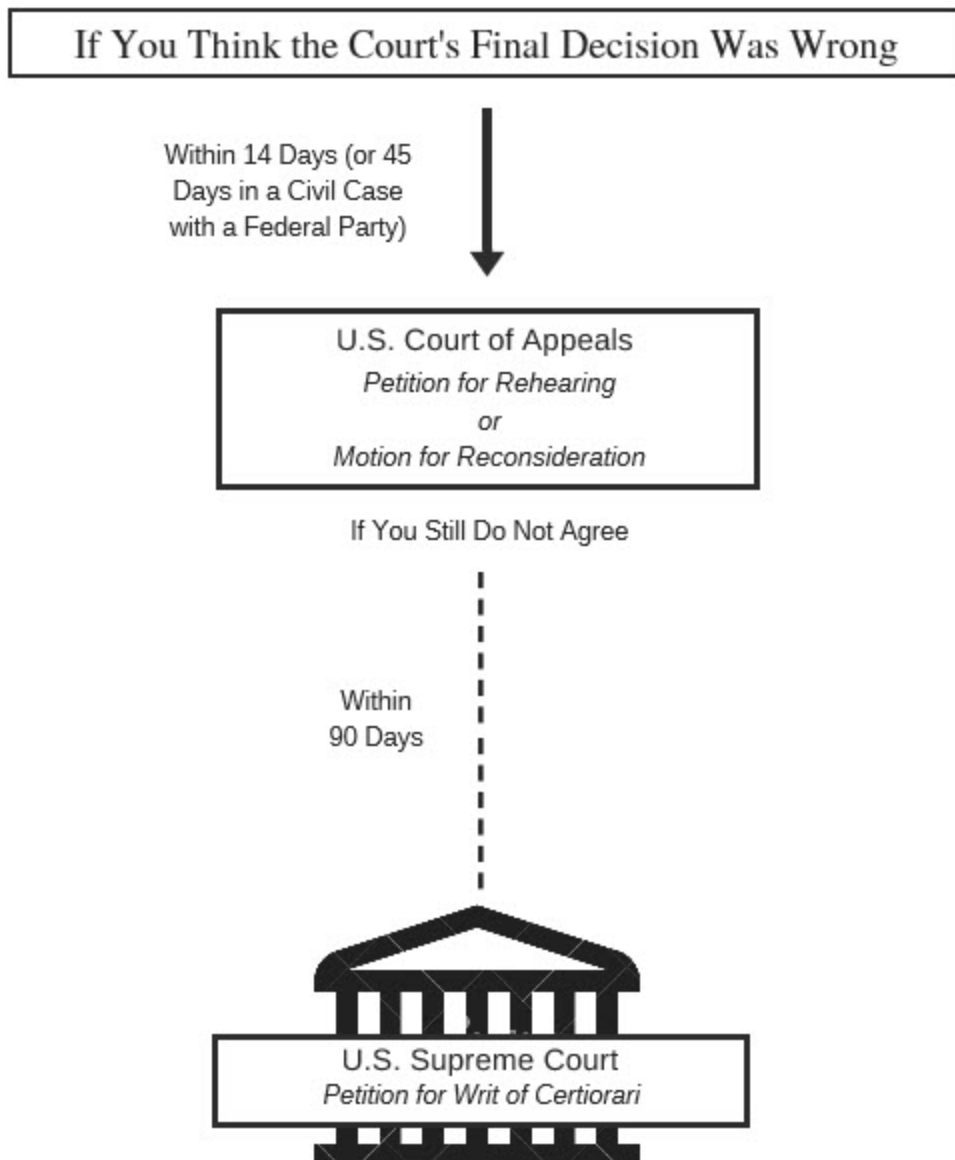 If You Think the Court's Final Decision Was Wrong
Within 14 Days (or 45
Days in a Civil Case
with a Federal Party)
U.S. Court of Appeals
Petition for Rehearing
or
Motion for Reconsideration
If You Still Do Not Agree
Within
90 Days
U.S. Supreme Court
Petition for Writ of Certiorari